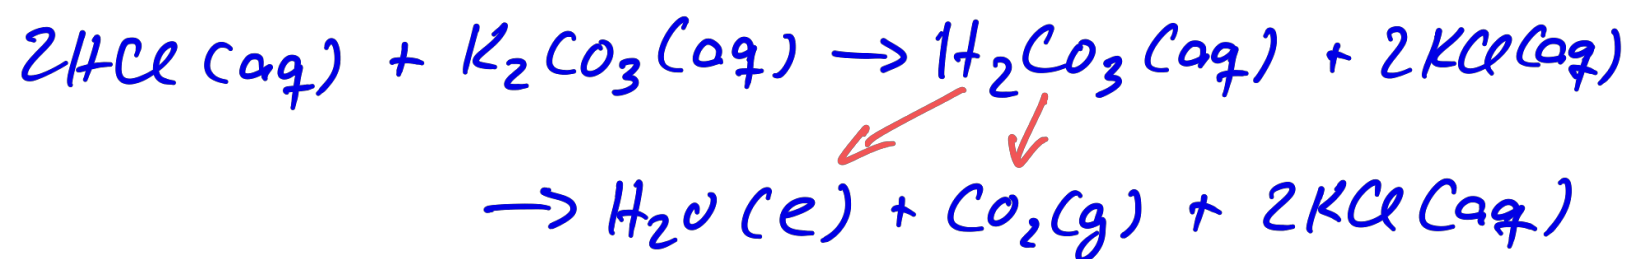 2HCl (aq) + K₂CO₃ (aq) → H₂CO₃ (aq) + 2KCl (aq)
→ H₂O (l) + CO₂ (g) + 2KCl (aq)